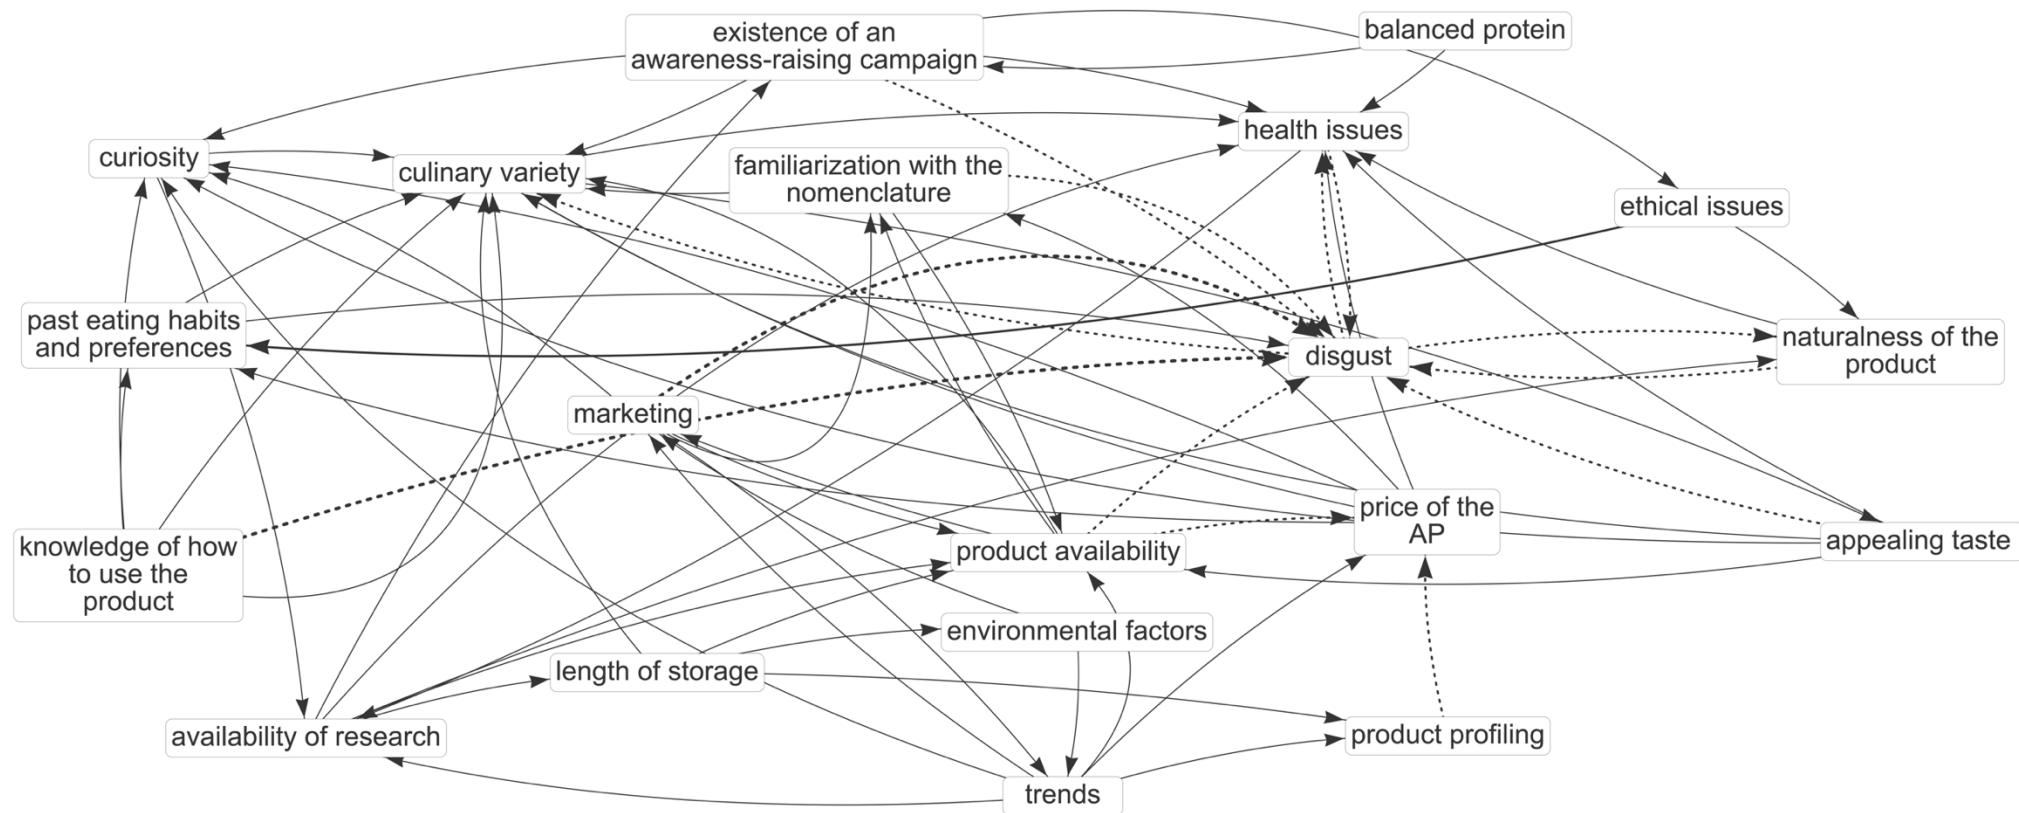 existence of an
awareness-raising campaign
balanced protein
health issues
curiosity
culinary variety
familiarization with the
nomenclature
ethical issues
past eating habits
and preferences
disgust
naturalness of the
product
marketing
knowledge of how
to use the
product
product availability
price of the
AP
appealing taste
environmental factors
length of storage
availability of research
product profiling
trends